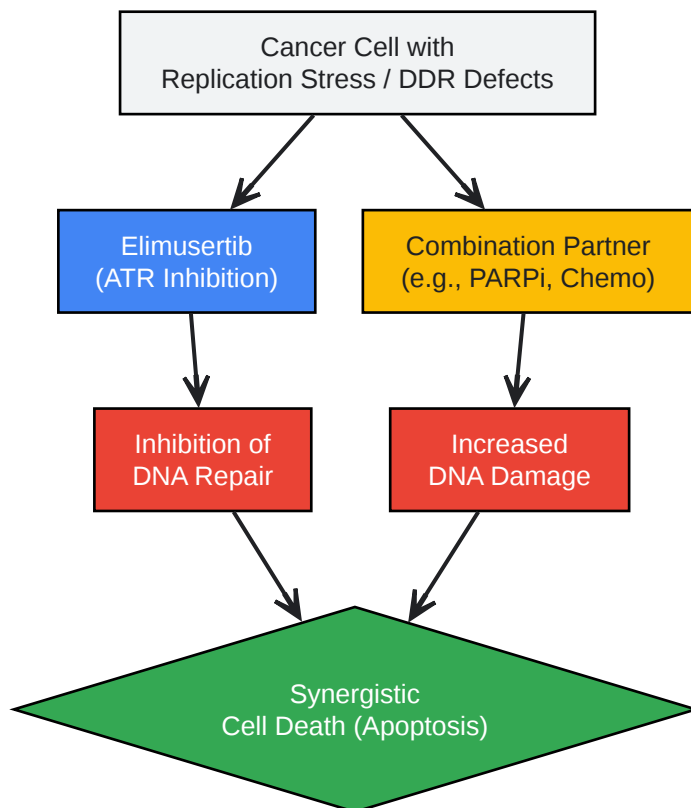 Cancer Cell with
Replication Stress / DDR Defects
Elimusertib
(ATR Inhibition)
Combination Partner
(e.g., PARPi, Chemo)
Inhibition of
DNA Repair
Increased
DNA Damage
Synergistic
Cell Death (Apoptosis)